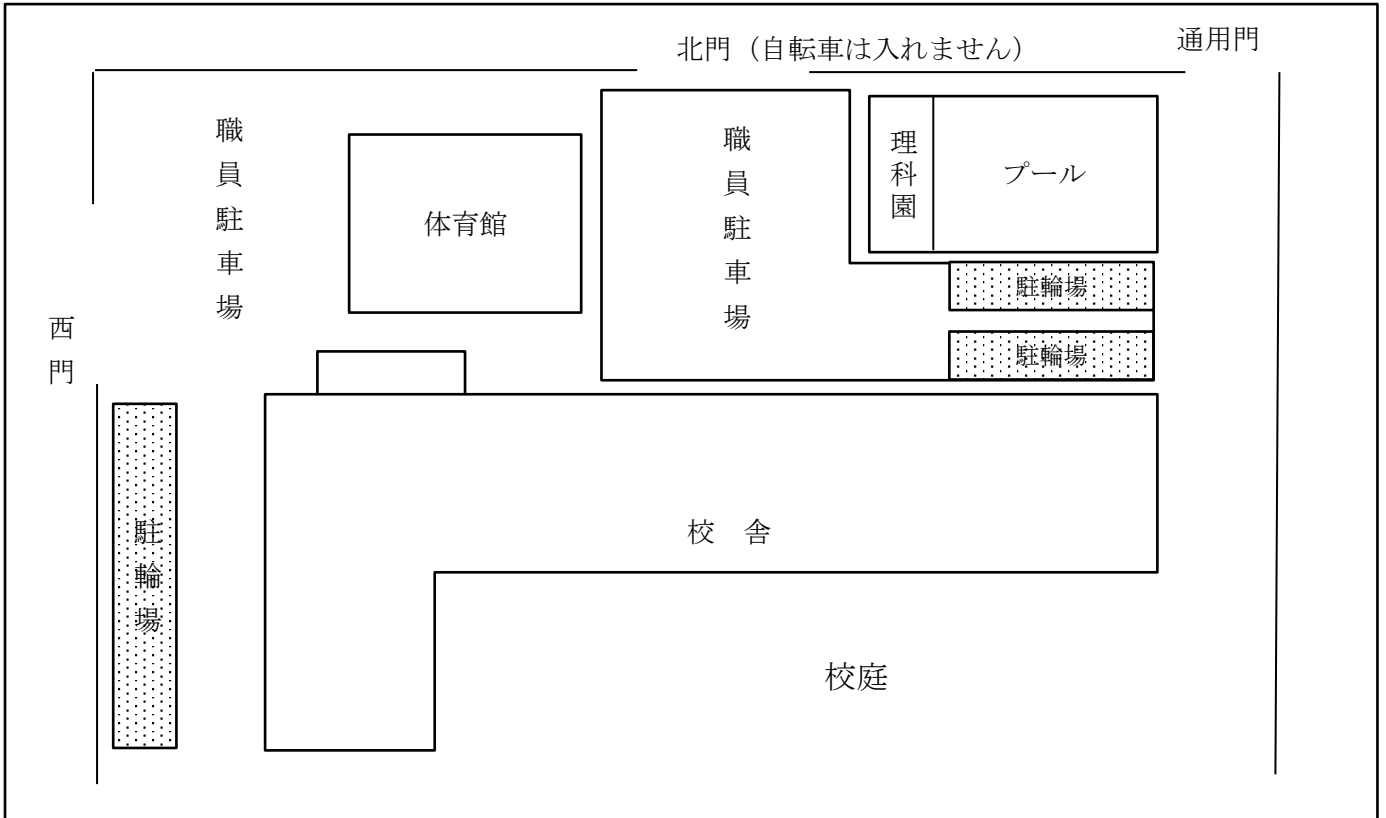 北門（自転車は入れません）
通用門
職員駐車場
体育館
職員駐車場
理科園
プール
駐輪場
駐輪場
西門
駐輪場
校　舎
校庭